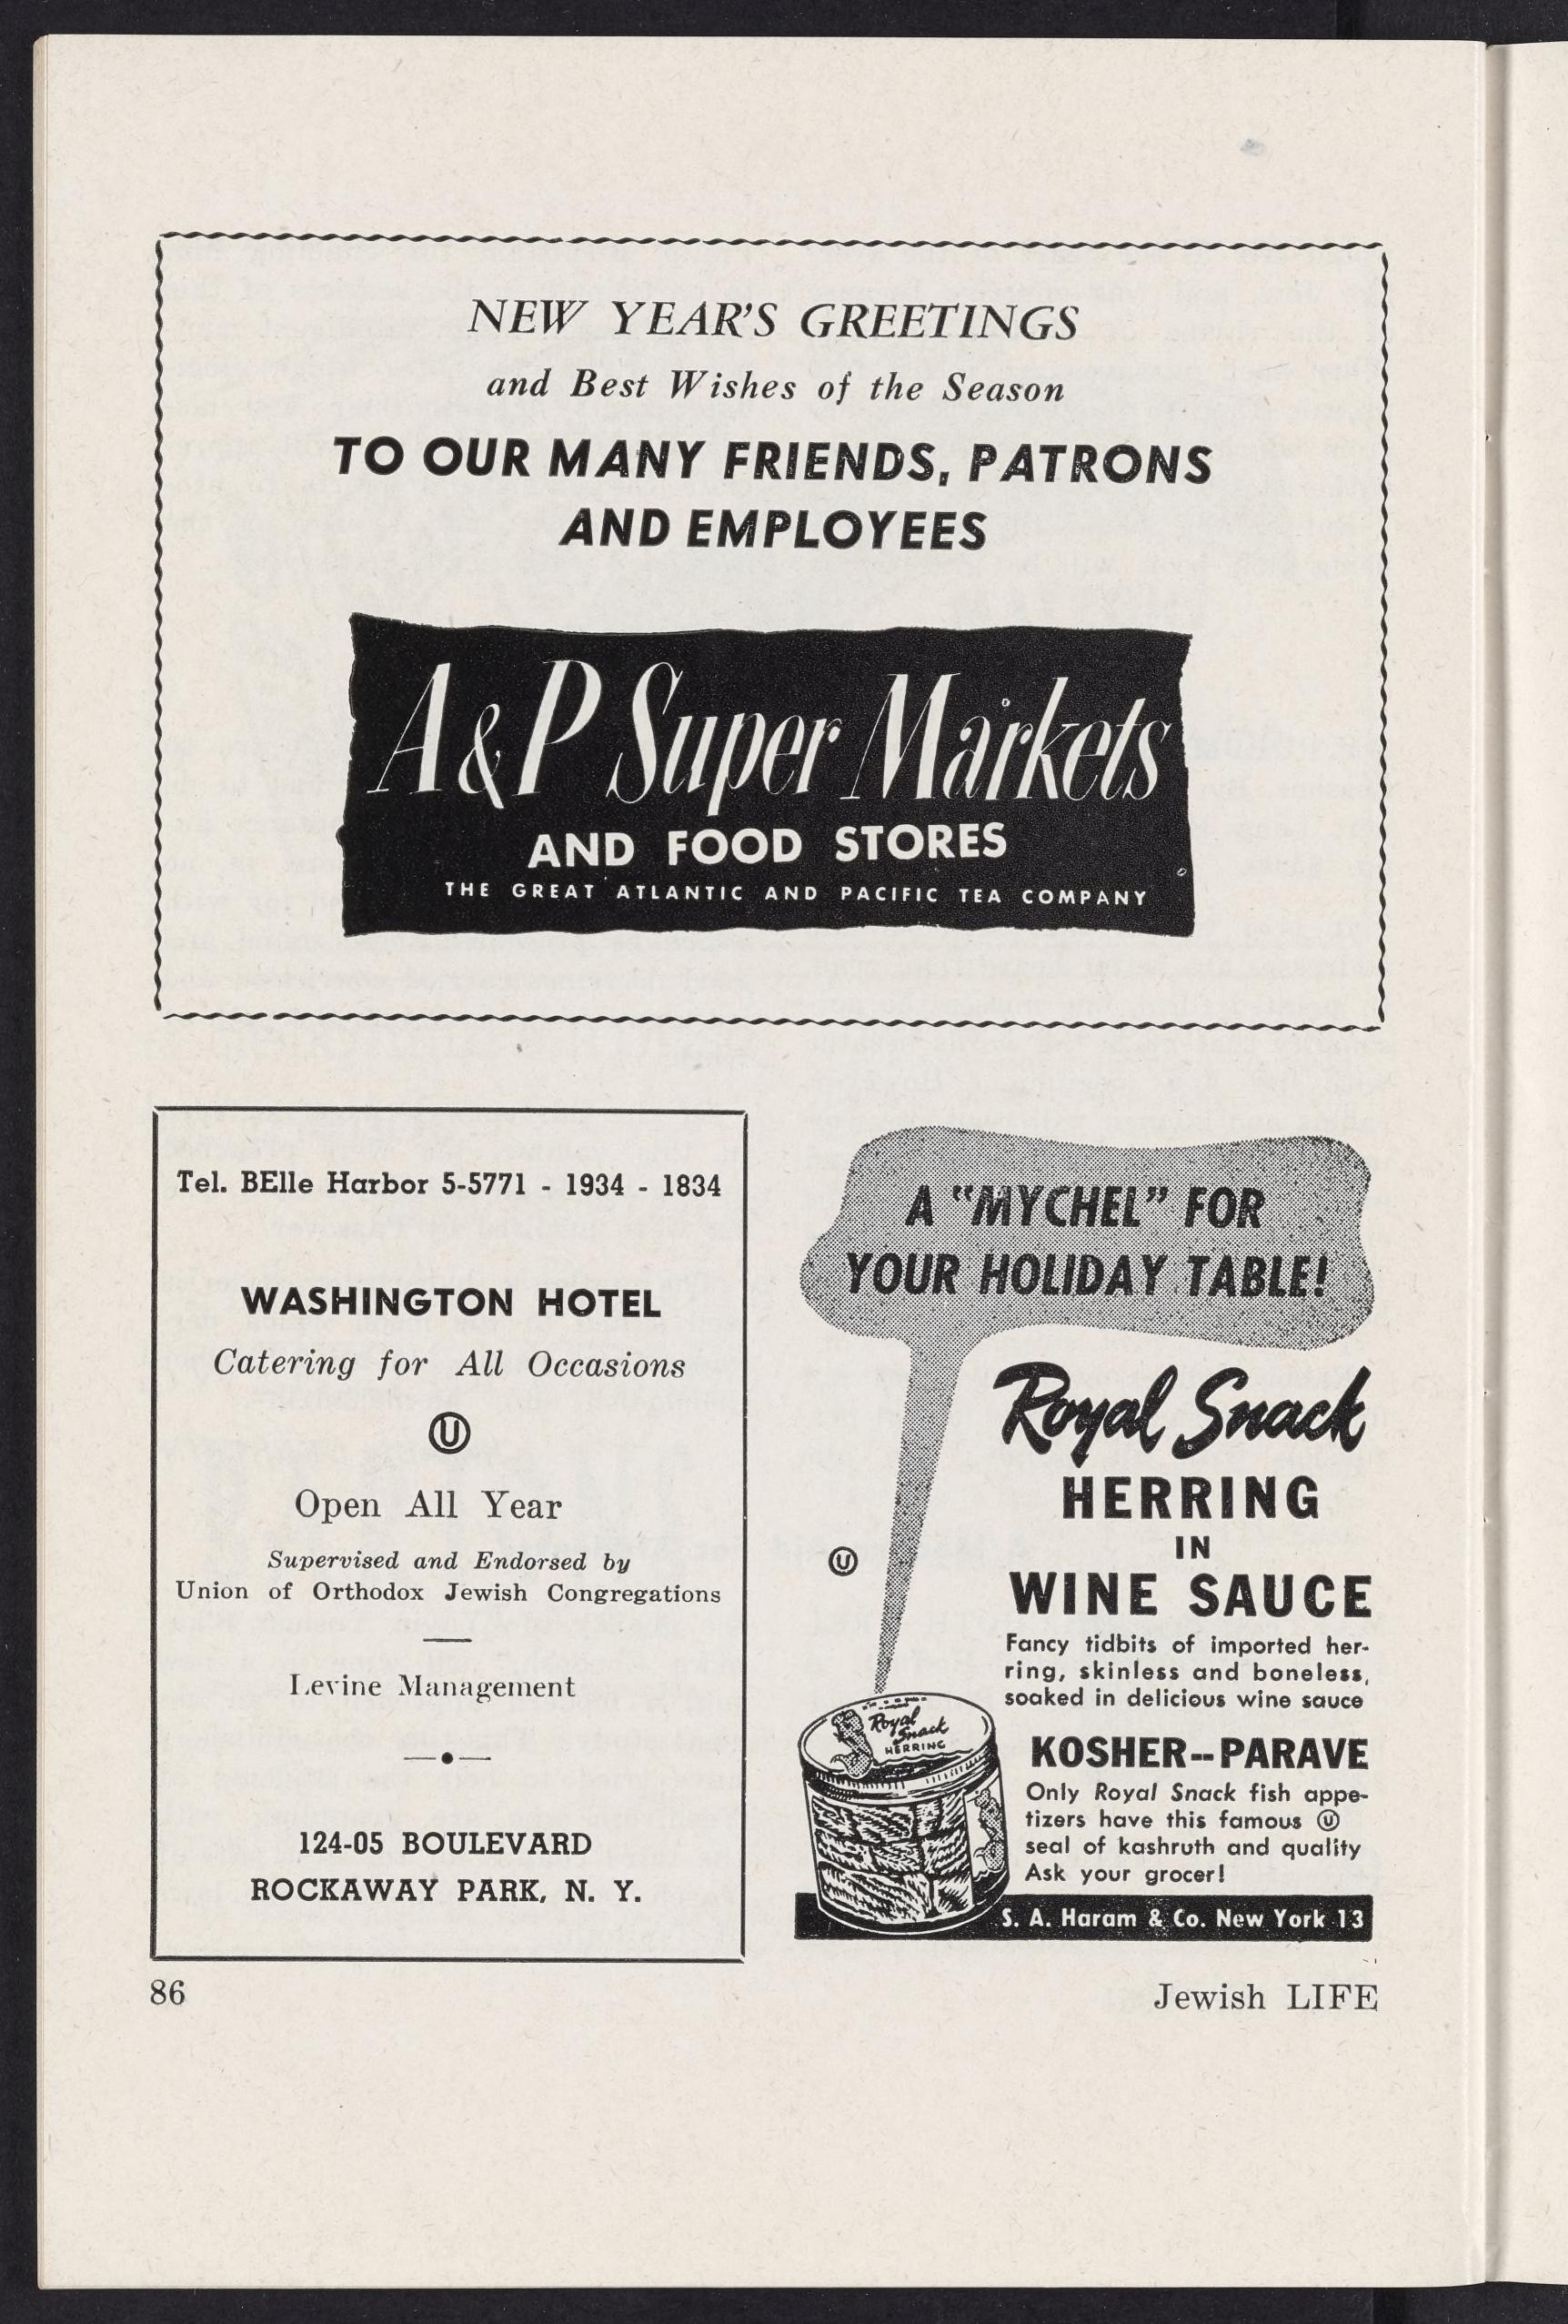 NEW YEAR'S GREETINGS
and Best Wishes of the Season
TO OUR MANY FRIENDS, PATRONS
AND EMPLOYEES
A&P Super Markets
AND FOOD STORES
THE GREAT ATLANTIC AND PACIFIC TEA COMPANY
Tel. BElle Harbor 5-5771 - 1934 - 1834
WASHINGTON HOTEL
Catering for All Occasions
Ⓤ
Open All Year
Supervised and Endorsed by
Union of Orthodox Jewish Congregations
Levine Management
124-05 BOULEVARD
ROCKAWAY PARK, N. Y.
A "MYCHEL" FOR
YOUR HOLIDAY TABLE!
Royal Snack
HERRING
IN
Ⓤ
WINE SAUCE
Fancy tidbits of imported her-
ring, skinless and boneless,
soaked in delicious wine sauce
Royal
Snack
HERRING
KOSHER--PARAVE
Only Royal Snack fish appe-
tizers have this famous Ⓤ
seal of kashruth and quality
Ask your grocer!
S. A. Haram & Co. New York 13
86
Jewish LIFE